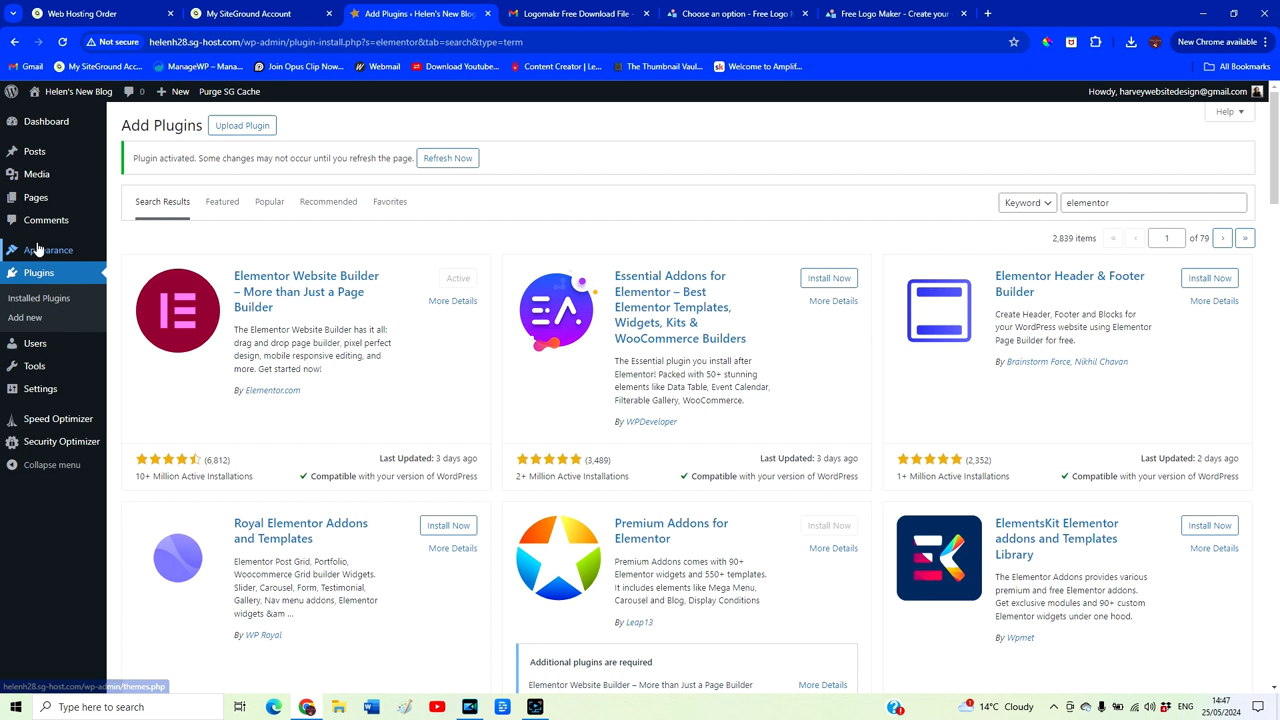 Web Hosting Order
My SiteGround Account
Add Plugins ‹ Helen's New Blog
Logomakr Free Download File -
Choose an option - Free Logo M
Free Logo Maker - Create your
Not secure helenh28.sg-host.com/wp-admin/plugin-install.php?s=elementor&tab=search&type=term
New Chrome available
Gmail
My SiteGround Acc...
ManageWP – Mana...
Join Opus Clip Now...
Webmail
Download Youtube...
Content Creator | Le...
The Thumbnail Vaul...
Welcome to Amplif...
All Bookmarks
Helen's New Blog 0 New Purge SG Cache
Howdy, harveywebsitedesign@gmail.com
Dashboard
Posts
Media
Pages
Comments
Appearance
Plugins
Installed Plugins
Add new
Users
Tools
Settings
Speed Optimizer
Security Optimizer
Collapse menu
Add Plugins Upload Plugin
Help
Plugin activated. Some changes may not occur until you refresh the page. Refresh Now
Search Results Featured Popular Recommended Favorites
Keyword elementor
2,839 items « ‹ 1 of 79 › »
Elementor Website Builder
– More than Just a Page
Builder
Active
More Details
The Elementor Website Builder has it all:
drag and drop page builder, pixel perfect
design, mobile responsive editing, and
more. Get started now!
By Elementor.com
(6,812)
Last Updated: 3 days ago
10+ Million Active Installations
Compatible with your version of WordPress
EA
Essential Addons for
Elementor – Best
Elementor Templates,
Widgets, Kits &
WooCommerce Builders
Install Now
More Details
The Essential plugin you install after
Elementor! Packed with 50+ stunning
elements like Data Table, Event Calendar,
Filterable Gallery, WooCommerce.
By WPDeveloper
(3,489)
Last Updated: 3 days ago
2+ Million Active Installations
Compatible with your version of WordPress
Elementor Header & Footer
Builder
Install Now
More Details
Create Header, Footer and Blocks for
your WordPress website using Elementor
Page Builder for free.
By Brainstorm Force, Nikhil Chavan
(2,352)
Last Updated: 2 days ago
1+ Million Active Installations
Compatible with your version of WordPress
Royal Elementor Addons
and Templates
Install Now
More Details
Elementor Post Grid, Portfolio,
Woocommerce Grid builder Widgets.
Slider, Carousel, Form, Testimonial,
Gallery, Nav menu addons, Elementor
widgets &am ...
By WP Royal
Premium Addons for
Elementor
Install Now
More Details
Premium Addons comes with 90+
Elementor widgets and 550+ templates.
It includes elements like Mega Menu,
Carousel and Blog, Display Conditions
By Leap13
Additional plugins are required
Elementor Website Builder – More than Just a Page Builder More Details
EK
ElementsKit Elementor
addons and Templates
Library
Install Now
More Details
The Elementor Addons provides various
premium and free Elementor addons.
Get exclusive modules and 90+ custom
Elementor widgets under one hood.
By Wpmet
helenh28.sg-host.com/wp-admin/themes.php
Type here to search
14°C Cloudy
ENG
14:47
25/05/2024